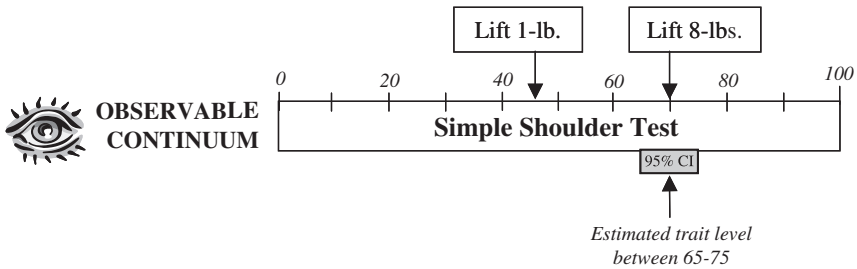 Lift 1-lb. Lift 8-lbs.
0 20 40 60 80 100
OBSERVABLE
CONTINUUM
Simple Shoulder Test
95% CI
Estimated trait level
between 65-75